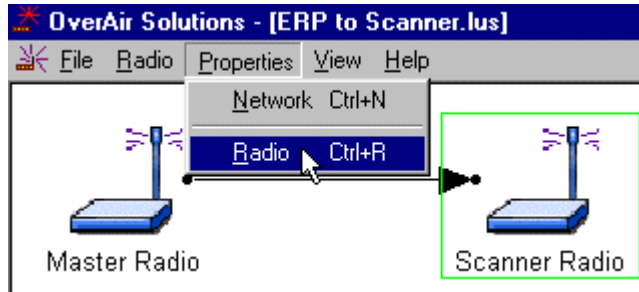 OverAir Solutions - [ERP to Scanner.lus]
File Radio Properties View Help
Network Ctrl+N
Radio Ctrl+R
Master Radio Scanner Radio